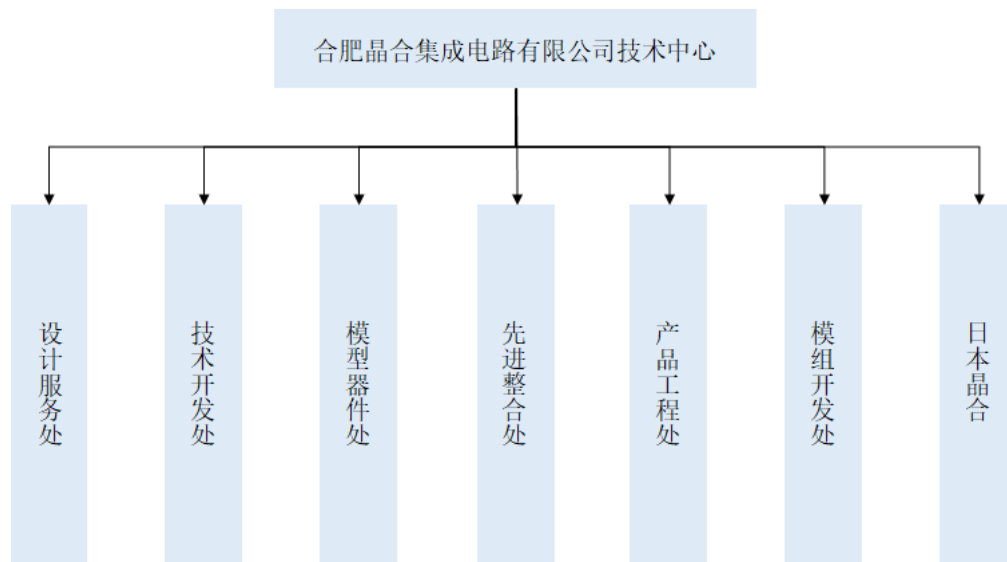 合肥晶合集成电路有限公司技术中心
设计服务处
技术开发处
模型器件处
先进整合处
产品工程处
模组开发处
日本晶合